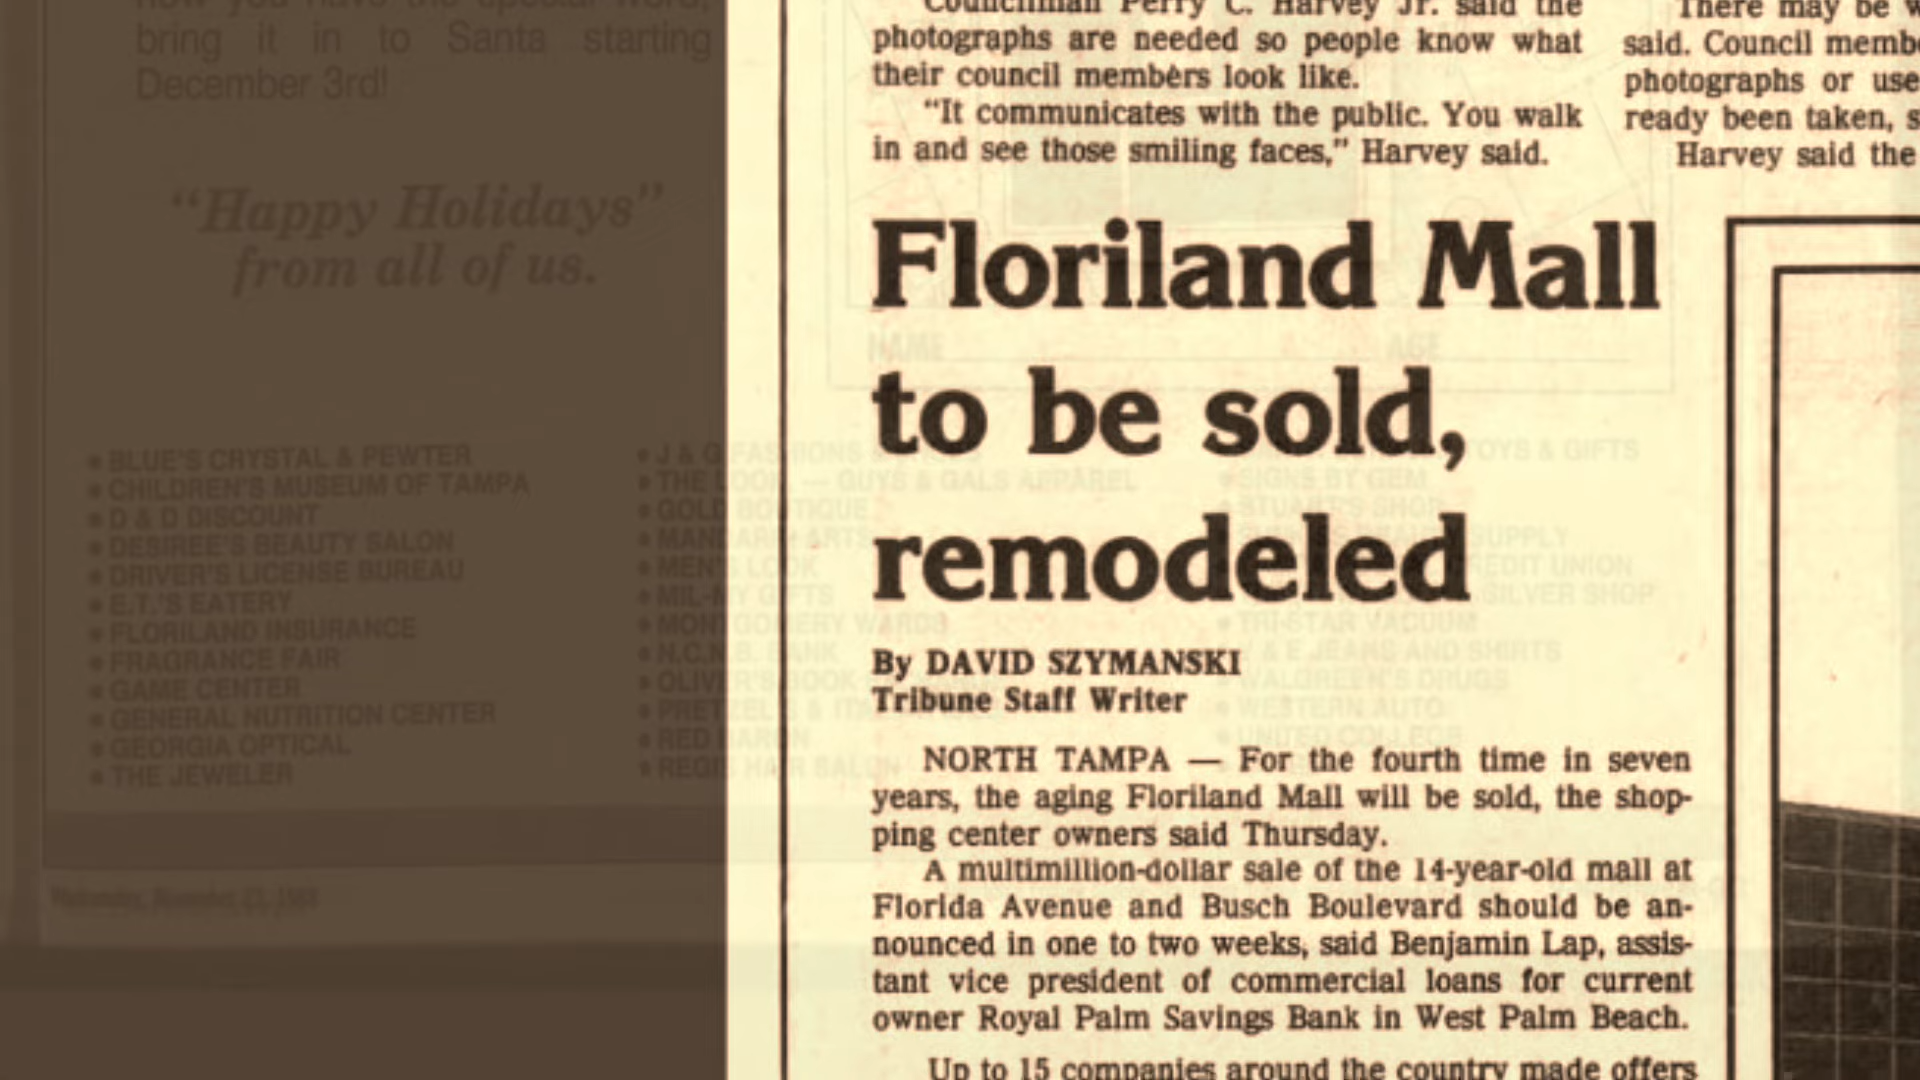 now you have the special word,
bring it in to Santa starting
December 3rd!
“Happy Holidays”
from all of us.
• BLUE'S CRYSTAL & PEWTER
• CHILDREN'S MUSEUM OF TAMPA
• D & D DISCOUNT
• DESIREE'S BEAUTY SALON
• DRIVER'S LICENSE BUREAU
• E.T.'S EATERY
• FLORILAND INSURANCE
• FRAGRANCE FAIR
• GAME CENTER
• GENERAL NUTRITION CENTER
• GEORGIA OPTICAL
• THE JEWELER
• J & G FASHIONS
• THE LOOK — GUYS & GALS APPAREL
• GOLD BOUTIQUE
• MANDARIN ARTS
• MEN'S LOOK
• MIL-MY GIFTS
• MONTGOMERY WARDS
• N.C.N.B. BANK
• OLIVER'S BOOK
• PRETZEL'S &
• RED BARON
• REGIS HAIR SALON
TOYS & GIFTS
• SIGNS BY GEM
• STUART'S SHOP
SUPPLY
CREDIT UNION
SILVER SHOP
• TRI-STAR VACUUM
& E JEANS AND SHIRTS
• WALGREEN'S DRUGS
• WESTERN AUTO
• UNITED COLLEGE
NAME AGE
Wednesday, November 23, 1988
Councilman Perry C. Harvey Jr. said the
photographs are needed so people know what
their council members look like.
“It communicates with the public. You walk
in and see those smiling faces,” Harvey said.
There may be
said. Council
photographs or use
ready been taken,
Harvey said the
Floriland Mall
to be sold,
remodeled
By DAVID SZYMANSKI
Tribune Staff Writer
NORTH TAMPA — For the fourth time in seven
years, the aging Floriland Mall will be sold, the shop-
ping center owners said Thursday.
A multimillion-dollar sale of the 14-year-old mall at
Florida Avenue and Busch Boulevard should be an-
nounced in one to two weeks, said Benjamin Lap, assis-
tant vice president of commercial loans for current
owner Royal Palm Savings Bank in West Palm Beach.
Up to 15 companies around the country made offers